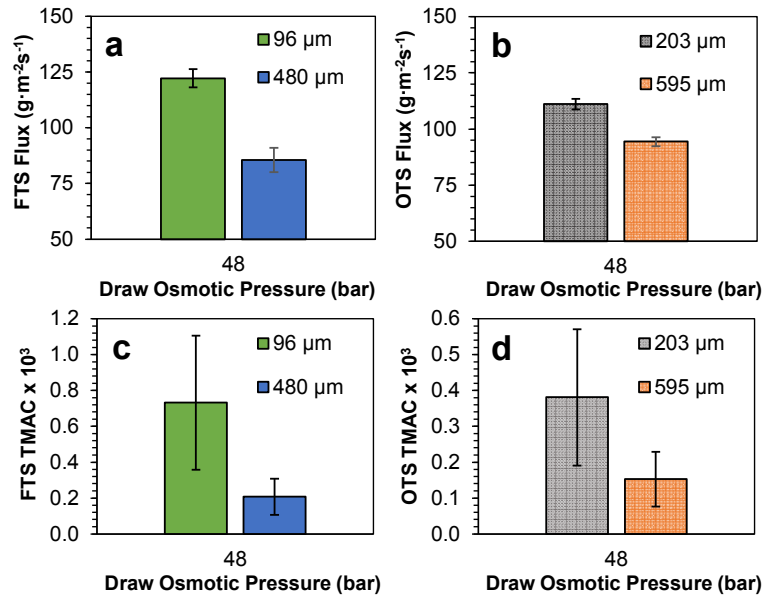 a
FTS Flux (g·m⁻²s⁻¹)
150
125
100
75
50
96 µm
480 µm
48
Draw Osmotic Pressure (bar)
b
OTS Flux (g·m⁻²s⁻¹)
150
130
110
90
70
50
203 µm
595 µm
48
Draw Osmotic Pressure (bar)
c
FTS TMAC x 10³
1.2
1.0
0.8
0.6
0.4
0.2
0.0
96 µm
480 µm
48
Draw Osmotic Pressure (bar)
d
OTS TMAC x 10³
0.6
0.5
0.4
0.3
0.2
0.1
0.0
203 µm
595 µm
48
Draw Osmotic Pressure (bar)